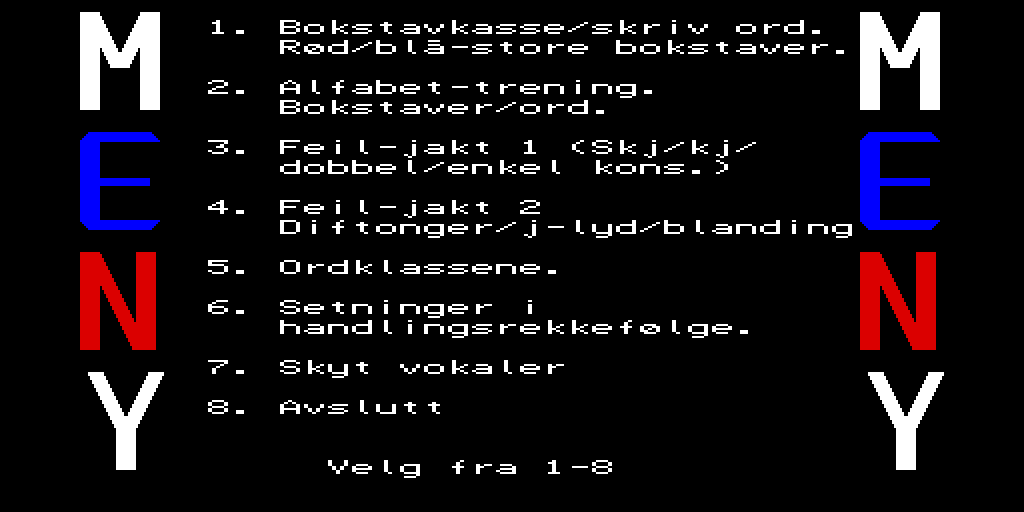 MENY
1. Bokstavkasse/skriv ord.
Rød/blå-store bokstaver.
2. Alfabet-trening.
Bokstaver/ord.
3. Feil-jakt 1 (Skj/kj/
dobbel/enkel kons.)
4. Feil-jakt 2
Diftonger/j-lyd/blanding
5. Ordklassene.
6. Setninger i
handlingsrekkefølge.
7. Skyt vokaler
8. Avslutt
Velg fra 1-8
MENY